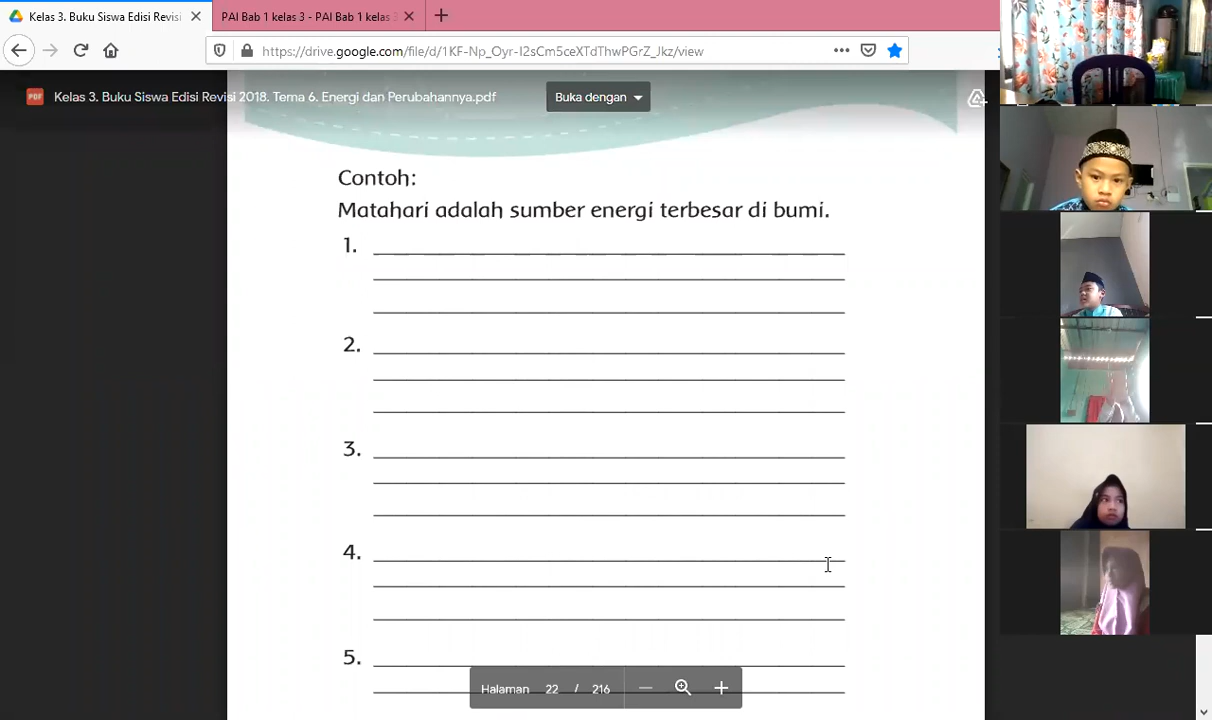 Kelas 3. Buku Siswa Edisi Revisi
PAI Bab 1 kelas 3 - PAI Bab 1 kelas 3
https://drive.google.com/file/d/1KF-Np_Oyr-I2sCm5ceXTdThwPGrZ_Jkz/view
PDF Kelas 3. Buku Siswa Edisi Revisi 2018. Tema 6. Energi dan Perubahannya.pdf
Buka dengan
Contoh:
Matahari adalah sumber energi terbesar di bumi.
1.
2.
3.
4.
5.
Halaman 22 / 216